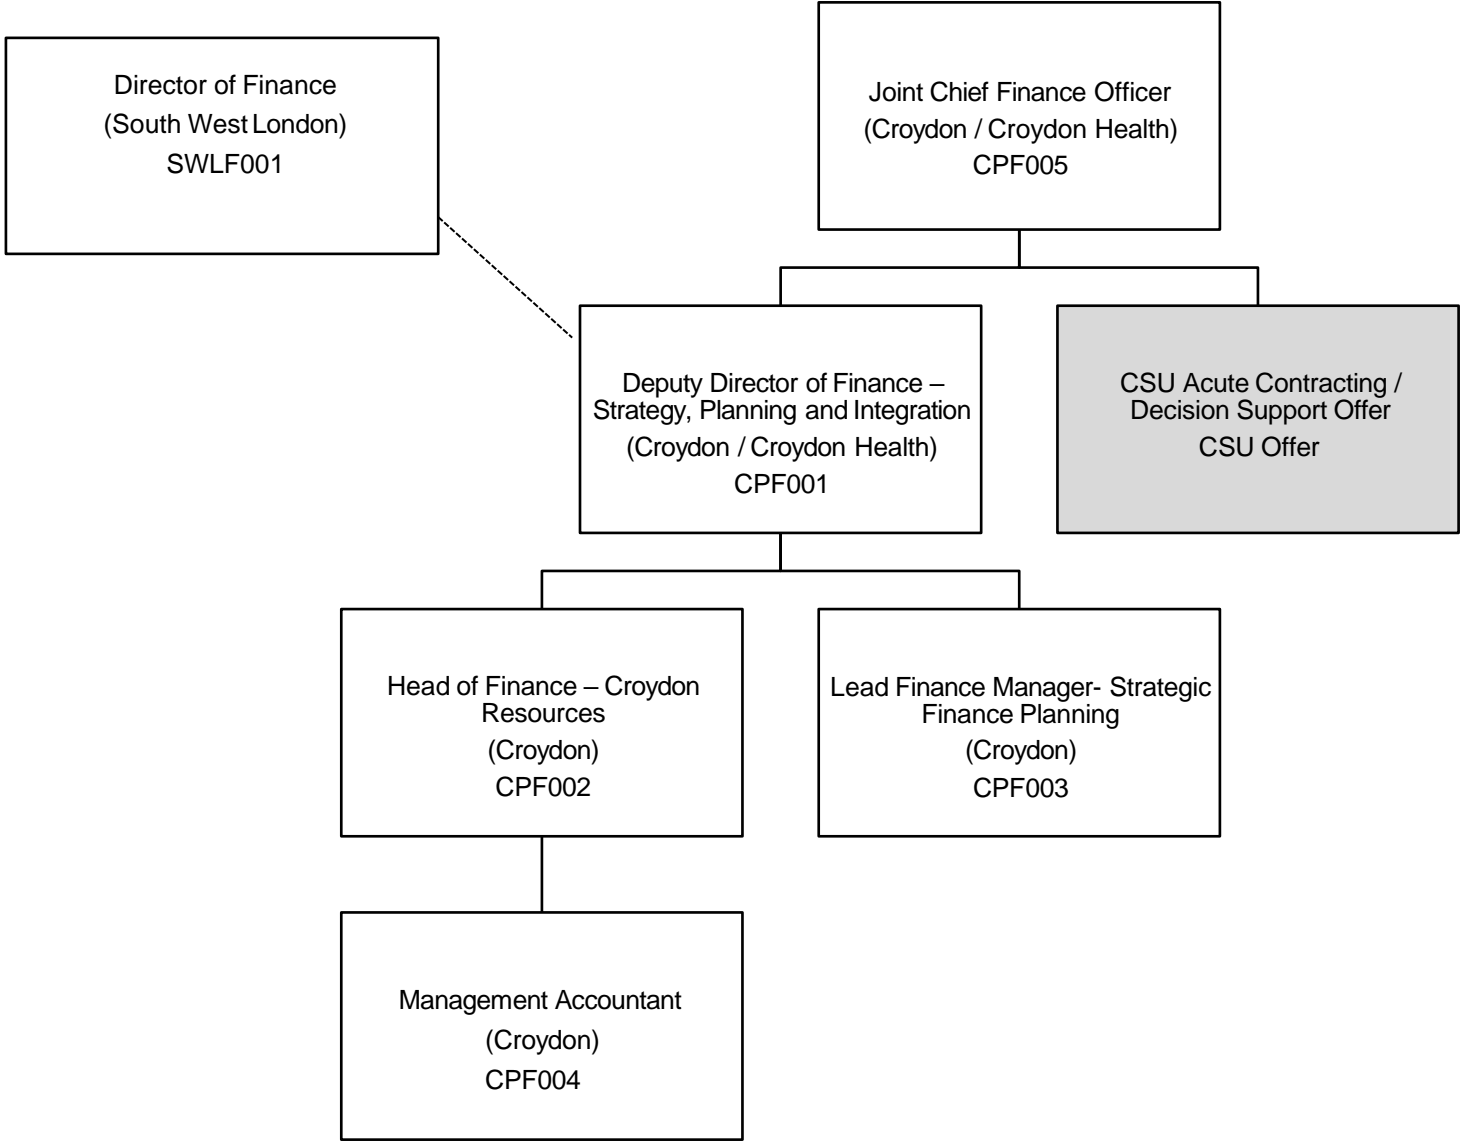 Director of Finance
(South West London)
SWLF001
Joint Chief Finance Officer
(Croydon / Croydon Health)
CPF005
Deputy Director of Finance –
Strategy, Planning and Integration
(Croydon / Croydon Health)
CPF001
CSU Acute Contracting /
Decision Support Offer
CSU Offer
Head of Finance – Croydon
Resources
(Croydon)
CPF002
Lead Finance Manager- Strategic
Finance Planning
(Croydon)
CPF003
Management Accountant
(Croydon)
CPF004